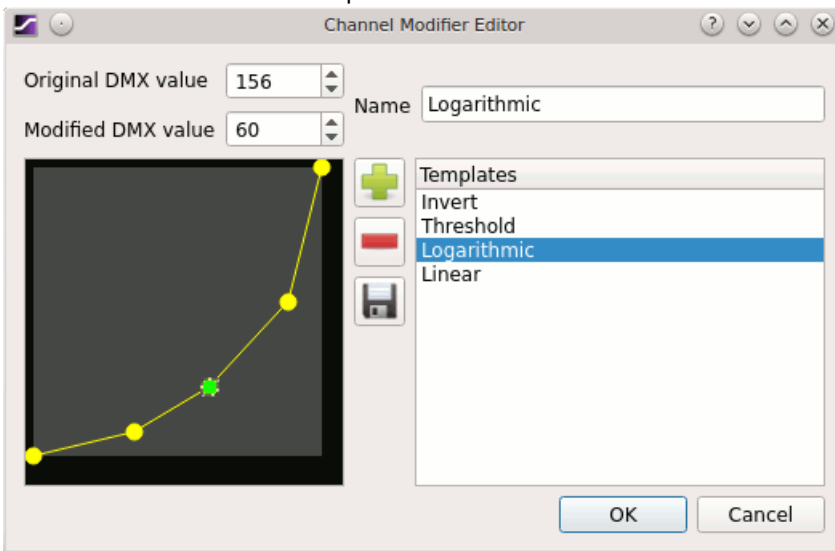 Channel Modifier Editor
Original DMX value 156
Modified DMX value 60
Name Logarithmic
Templates
Invert
Threshold
Logarithmic
Linear
OK Cancel